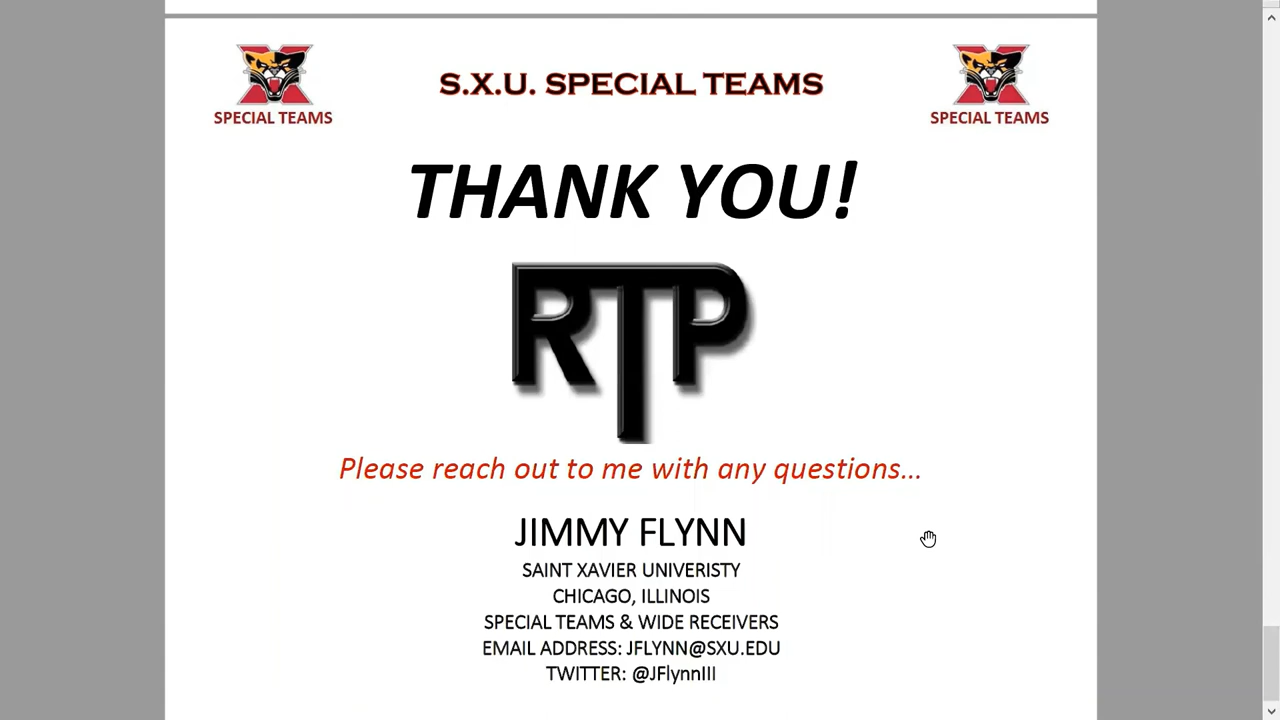 S.X.U. SPECIAL TEAMS
SPECIAL TEAMS
SPECIAL TEAMS
THANK YOU!
RTP
Please reach out to me with any questions...
JIMMY FLYNN
SAINT XAVIER UNIVERISTY
CHICAGO, ILLINOIS
SPECIAL TEAMS & WIDE RECEIVERS
EMAIL ADDRESS: JFLYNN@SXU.EDU
TWITTER: @JFlynnIII